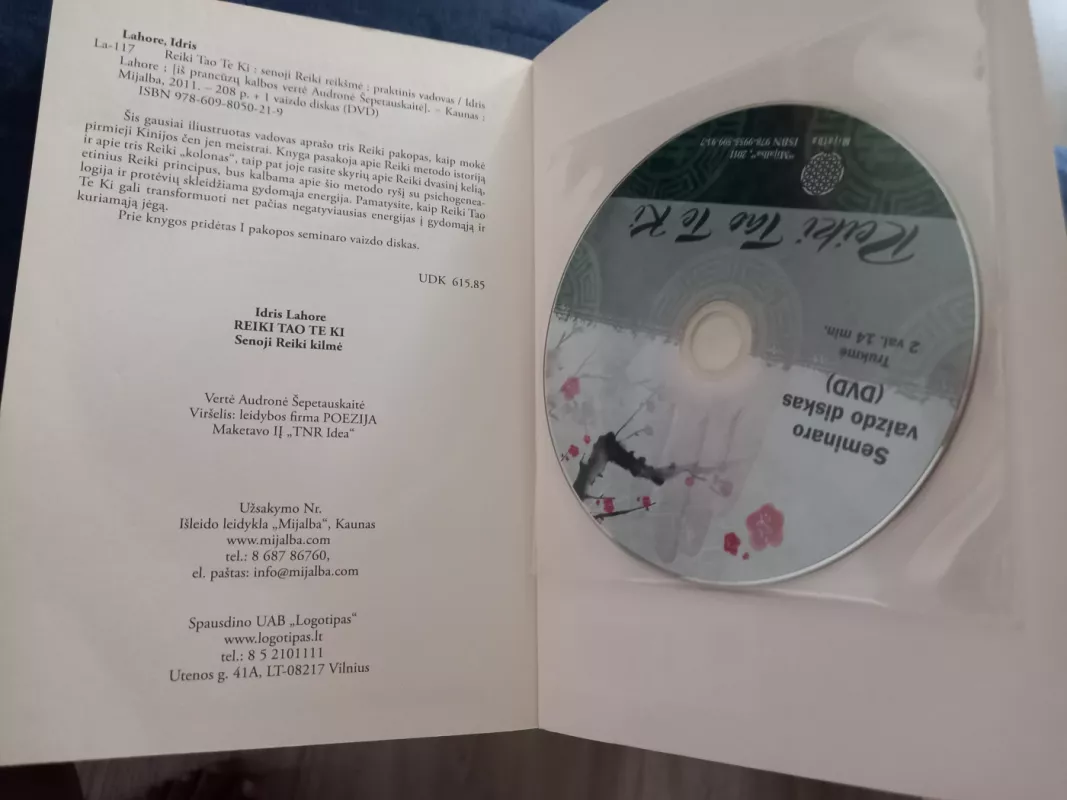 Lahore, Idris
La-117 Reiki Tao Te Ki : senoji Reiki reikšmė : praktinis vadovas / Idris
Lahore : [iš prancūzų kalbos vertė Audronė Šepetauskaitė]. – Kaunas :
Mijalba, 2011. – 208 p. + 1 vaizdo diskas (DVD)
ISBN 978-609-8050-21-9
Šis gausiai iliustruotas vadovas aprašo tris Reiki pakopas, kaip mokė
pirmieji Kinijos čen jen meistrai. Knyga pasakoja apie Reiki metodo istoriją
ir apie tris Reiki „kolonas", taip pat joje rasite skyrių apie Reiki dvasinį kelią,
etinius Reiki principus, bus kalbama apie šio metodo ryšį su psichogenea-
logija ir protėvių skleidžiama gydomąja energija. Pamatysite, kaip Reiki Tao
Te Ki gali transformuoti net pačias negatyviausias energijas į gydomąją ir
kuriamąją jėgą.
Prie knygos pridėtas I pakopos seminaro vaizdo diskas.
UDK 615.85
Idris Lahore
REIKI TAO TE KI
Senoji Reiki kilmė
Vertė Audronė Šepetauskaitė
Viršelis: leidybos firma POEZIJA
Maketavo IĮ „TNR Idea"
Užsakymo Nr.
Išleido leidykla „Mijalba", Kaunas
www.mijalba.com
tel.: 8 687 86760,
el. paštas: info@mijalba.com
Spausdino UAB „Logotipas"
www.logotipas.lt
tel.: 8 5 2101111
Utenos g. 41A, LT-08217 Vilnius
Seminaro
vaizdo diskas
(DVD)
Trukmė
2 val. 14 min.
Reiki Tao Te Ki
Mijalba
"Mijalba", 2011
ISBN